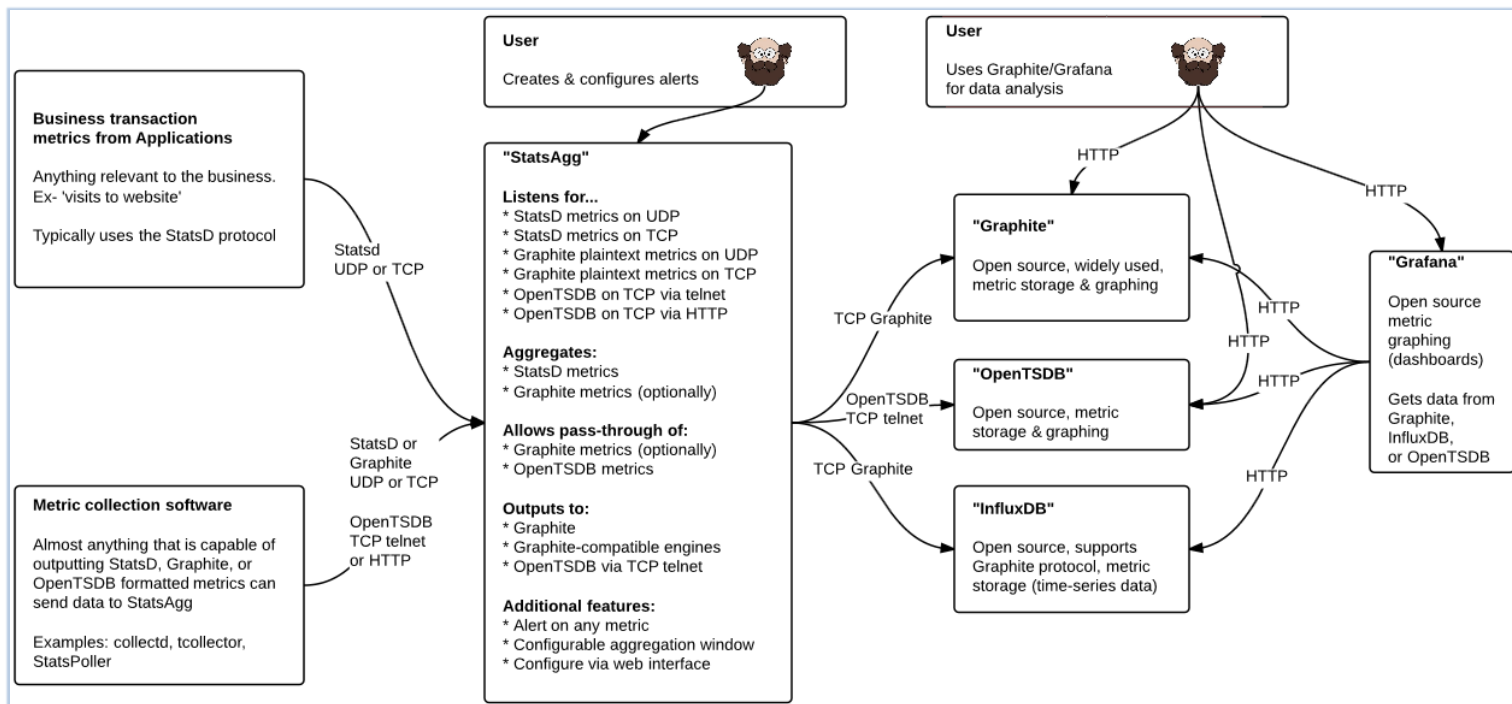 User
Creates & configures alerts
User
Uses Graphite/Grafana
for data analysis
Business transaction
metrics from Applications
Anything relevant to the business.
Ex- 'visits to website'
Typically uses the StatsD protocol
Statsd
UDP or TCP
Metric collection software
Almost anything that is capable of
outputting StatsD, Graphite, or
OpenTSDB formatted metrics can
send data to StatsAgg
Examples: collectd, tcollector,
StatsPoller
StatsD or
Graphite
UDP or TCP
OpenTSDB
TCP telnet
or HTTP
"StatsAgg"
Listens for...
* StatsD metrics on UDP
* StatsD metrics on TCP
* Graphite plaintext metrics on UDP
* Graphite plaintext metrics on TCP
* OpenTSDB on TCP via telnet
* OpenTSDB on TCP via HTTP
Aggregates:
* StatsD metrics
* Graphite metrics (optionally)
Allows pass-through of:
* Graphite metrics (optionally)
* OpenTSDB metrics
Outputs to:
* Graphite
* Graphite-compatible engines
* OpenTSDB via TCP telnet
Additional features:
* Alert on any metric
* Configurable aggregation window
* Configure via web interface
TCP Graphite
OpenTSDB
TCP telnet
TCP Graphite
HTTP
HTTP
"Graphite"
Open source, widely used,
metric storage & graphing
"OpenTSDB"
Open source, metric
storage & graphing
"InfluxDB"
Open source, supports
Graphite protocol, metric
storage (time-series data)
HTTP
HTTP
HTTP
HTTP
"Grafana"
Open source
metric
graphing
(dashboards)
Gets data from
Graphite,
InfluxDB,
or OpenTSDB